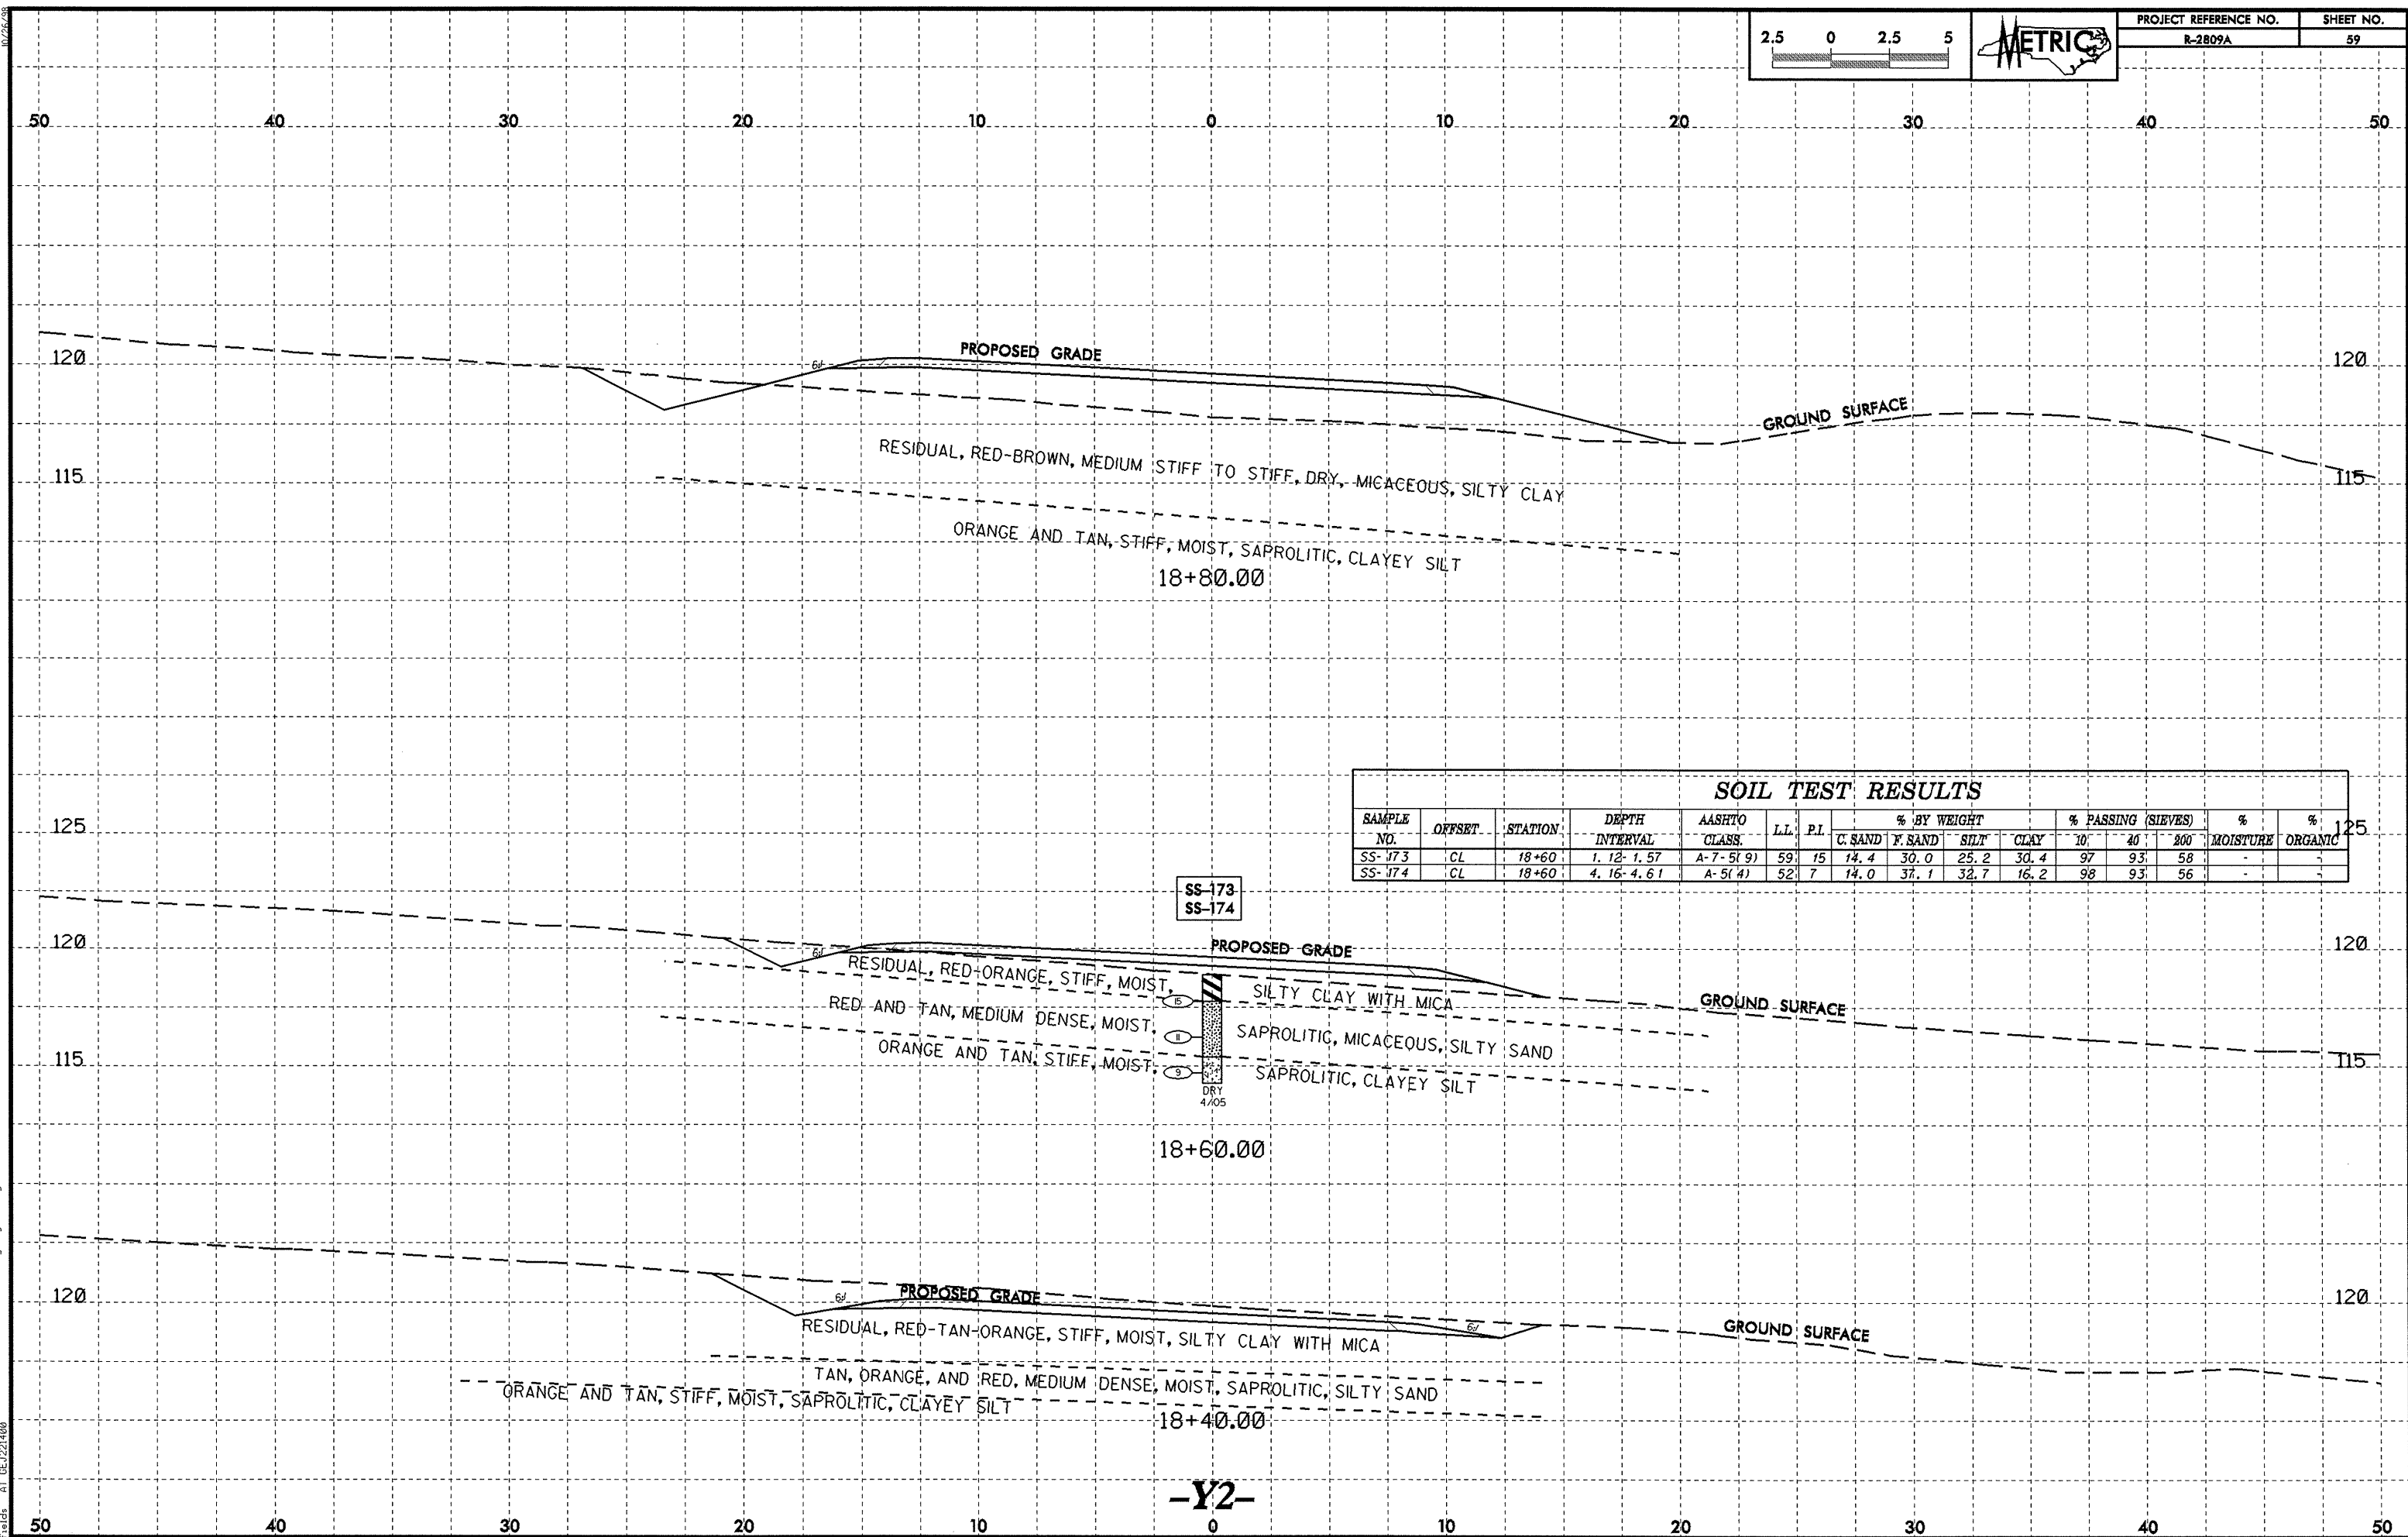 10/26/98
2.5 0 2.5 5
METRIC
PROJECT REFERENCE NO. SHEET NO.
R-2809A 59
50 40 30 20 10 0 10 20 30 40 50
120 PROPOSED GRADE 120
6:1
GROUND SURFACE
RESIDUAL, RED-BROWN, MEDIUM STIFF TO STIFF, DRY, MICACEOUS, SILTY CLAY
115 115
ORANGE AND TAN, STIFF, MOIST, SAPROLITIC, CLAYEY SILT
18+80.00
SOIL TEST RESULTS
SAMPLE NO. OFFSET STATION DEPTH INTERVAL AASHTO CLASS. L.L. P.I. % BY WEIGHT % PASSING (SIEVES) % MOISTURE % ORGANIC
C. SAND F. SAND SILT CLAY 10 40 200
SS-173 CL 18+60 1.12-1.57 A-7-5(9) 59 15 14.4 30.0 25.2 30.4 97 93 58 - -
SS-174 CL 18+60 4.16-4.61 A-5(4) 52 7 14.0 37.1 32.7 16.2 98 93 56 - -
125 125
SS-173
SS-174
120 PROPOSED GRADE 120
6:1
RESIDUAL, RED-ORANGE, STIFF, MOIST, SILTY CLAY WITH MICA
15
GROUND SURFACE
RED AND TAN, MEDIUM DENSE, MOIST, SAPROLITIC, MICACEOUS, SILTY SAND
11
ORANGE AND TAN, STIFF, MOIST, SAPROLITIC, CLAYEY SILT
9
115 115
DRY
4/05
18+60.00
120 PROPOSED GRADE 120
6:1 6:1
RESIDUAL, RED-TAN-ORANGE, STIFF, MOIST, SILTY CLAY WITH MICA
GROUND SURFACE
TAN, ORANGE, AND RED, MEDIUM DENSE, MOIST, SAPROLITIC, SILTY SAND
ORANGE AND TAN, STIFF, MOIST, SAPROLITIC, CLAYEY SILT
18+40.00
-Y2-
50 40 30 20 10 0 10 20 30 40 50